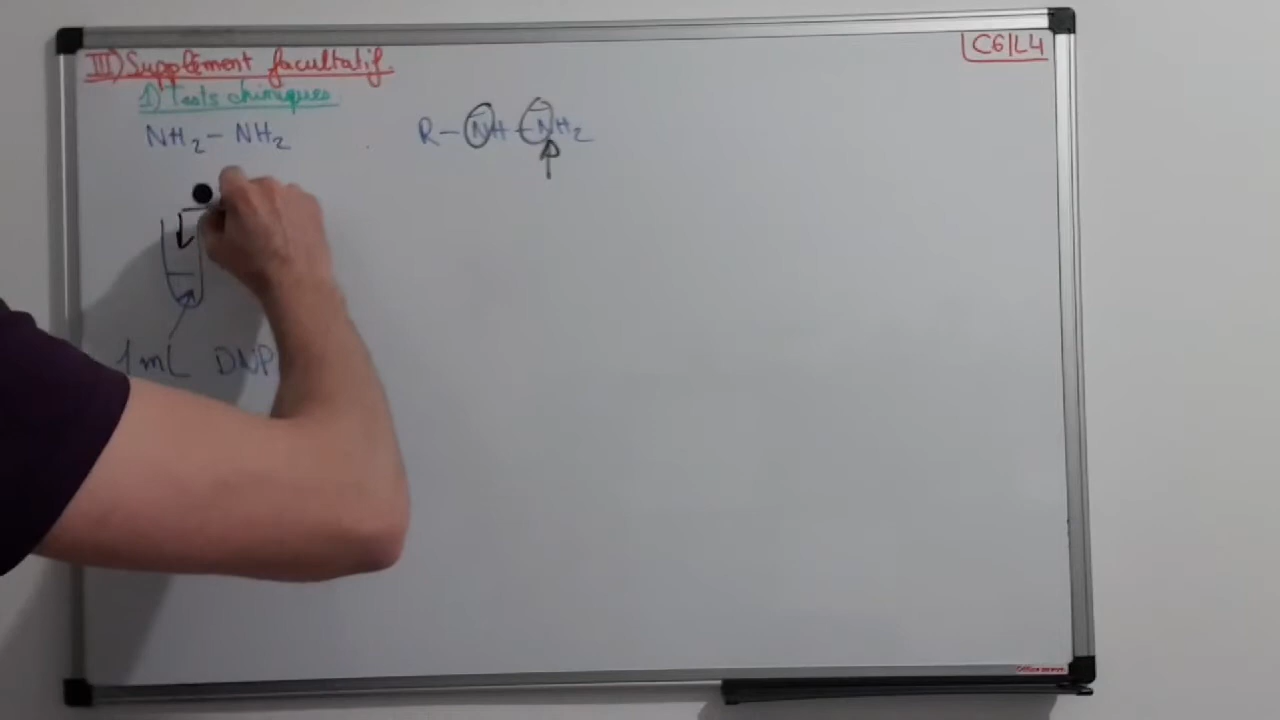 III) Supplément facultatif.
C6/L4
1) Tests chimiques
NH2 – NH2
R – NH – NH2
1 mL DNP